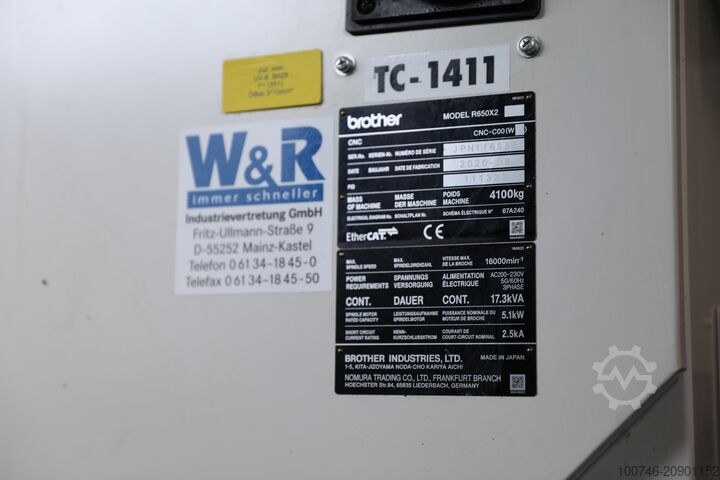 TC-1411
brother
MODEL R650X2
CNC
CNC-C00(W
SER.NO. SERIEN-Nr. NUMÉRO DE SÉRIE
DATE BAUJAHR DATE DE FABRICATION
PID
MASS OF MACHINE MASSE DER MASCHINE POIDS MACHINE 4100kg
ELECTRICAL DIAGRAM No. SCHALTPLAN Nr. SCHÉMA ÉLECTRIQUE N° 67A240
EtherCAT CE
W&R
immer schneller
Industrievertretung GmbH
Fritz-Ullmann-Straße 9
D-55252 Mainz-Kastel
Telefon 0 61 34-18 45-0
Telefax 0 61 34-18 45-50
MAX. SPINDLE SPEED MAX. SPINDELDREHZAHL VITESSE MAX. DE LA BROCHE 16000min⁻¹
POWER REQUIREMENTS SPANNUNGS VERSORGUNG ALIMENTATION ÉLECTRIQUE AC200-230V 50/60Hz 3PHASE
CONT. DAUER CONT. 17.3kVA
SPINDLE MOTOR RATED CAPACITY LEISTUNGSAUFNAHME SPINDELMOTOR PUISSANCE NOMINALE DU MOTEUR DE BROCHE 5.1kW
SHORT CIRCUIT CURRENT RATING NENN-KURZSCHLUSSSTROM COURANT DE COURT-CIRCUIT NOMINAL 2.5kA
BROTHER INDUSTRIES, LTD. MADE IN JAPAN
1-5, KITA-JIZOYAMA NODA-CHO KARIYA AICHI
NOMURA TRADING CO., LTD., FRANKFURT BRANCH
HOECHSTER Str.94, 65835 LIEDERBACH, GERMANY
100746-20901152